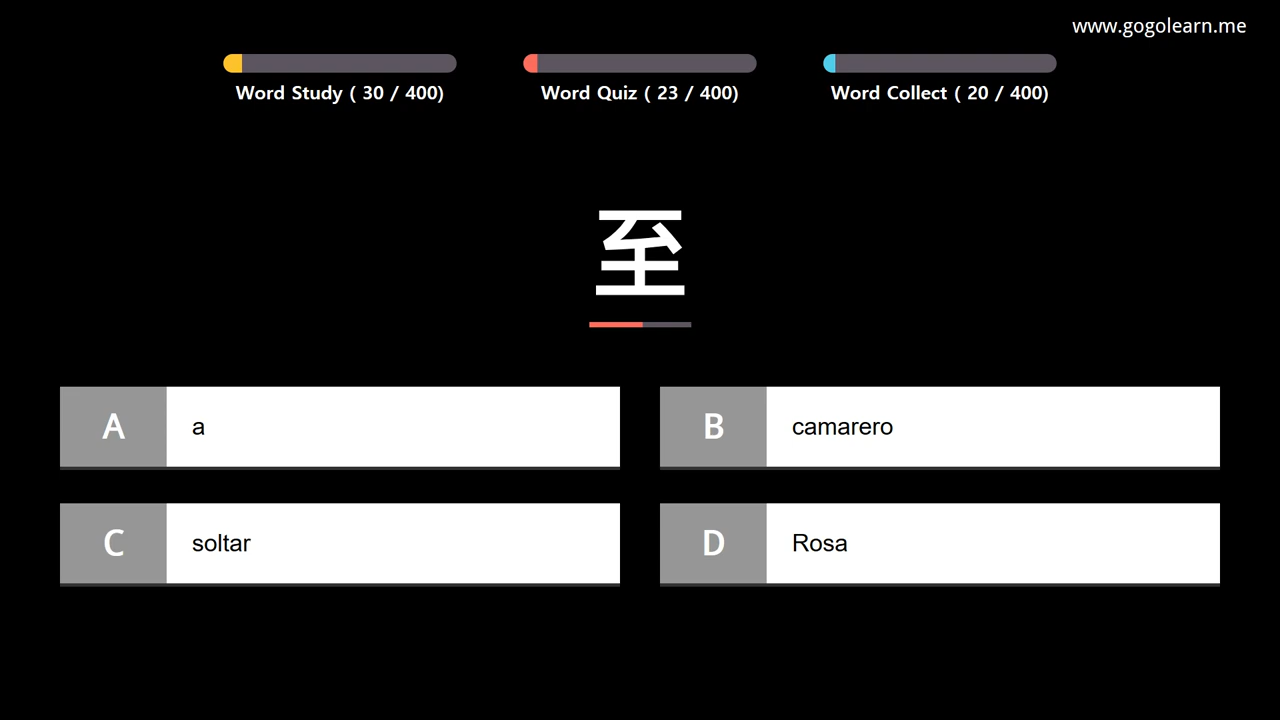 www.gogolearn.me
Word Study ( 30 / 400)
Word Quiz ( 23 / 400)
Word Collect ( 20 / 400)
至
A a
B camarero
C soltar
D Rosa